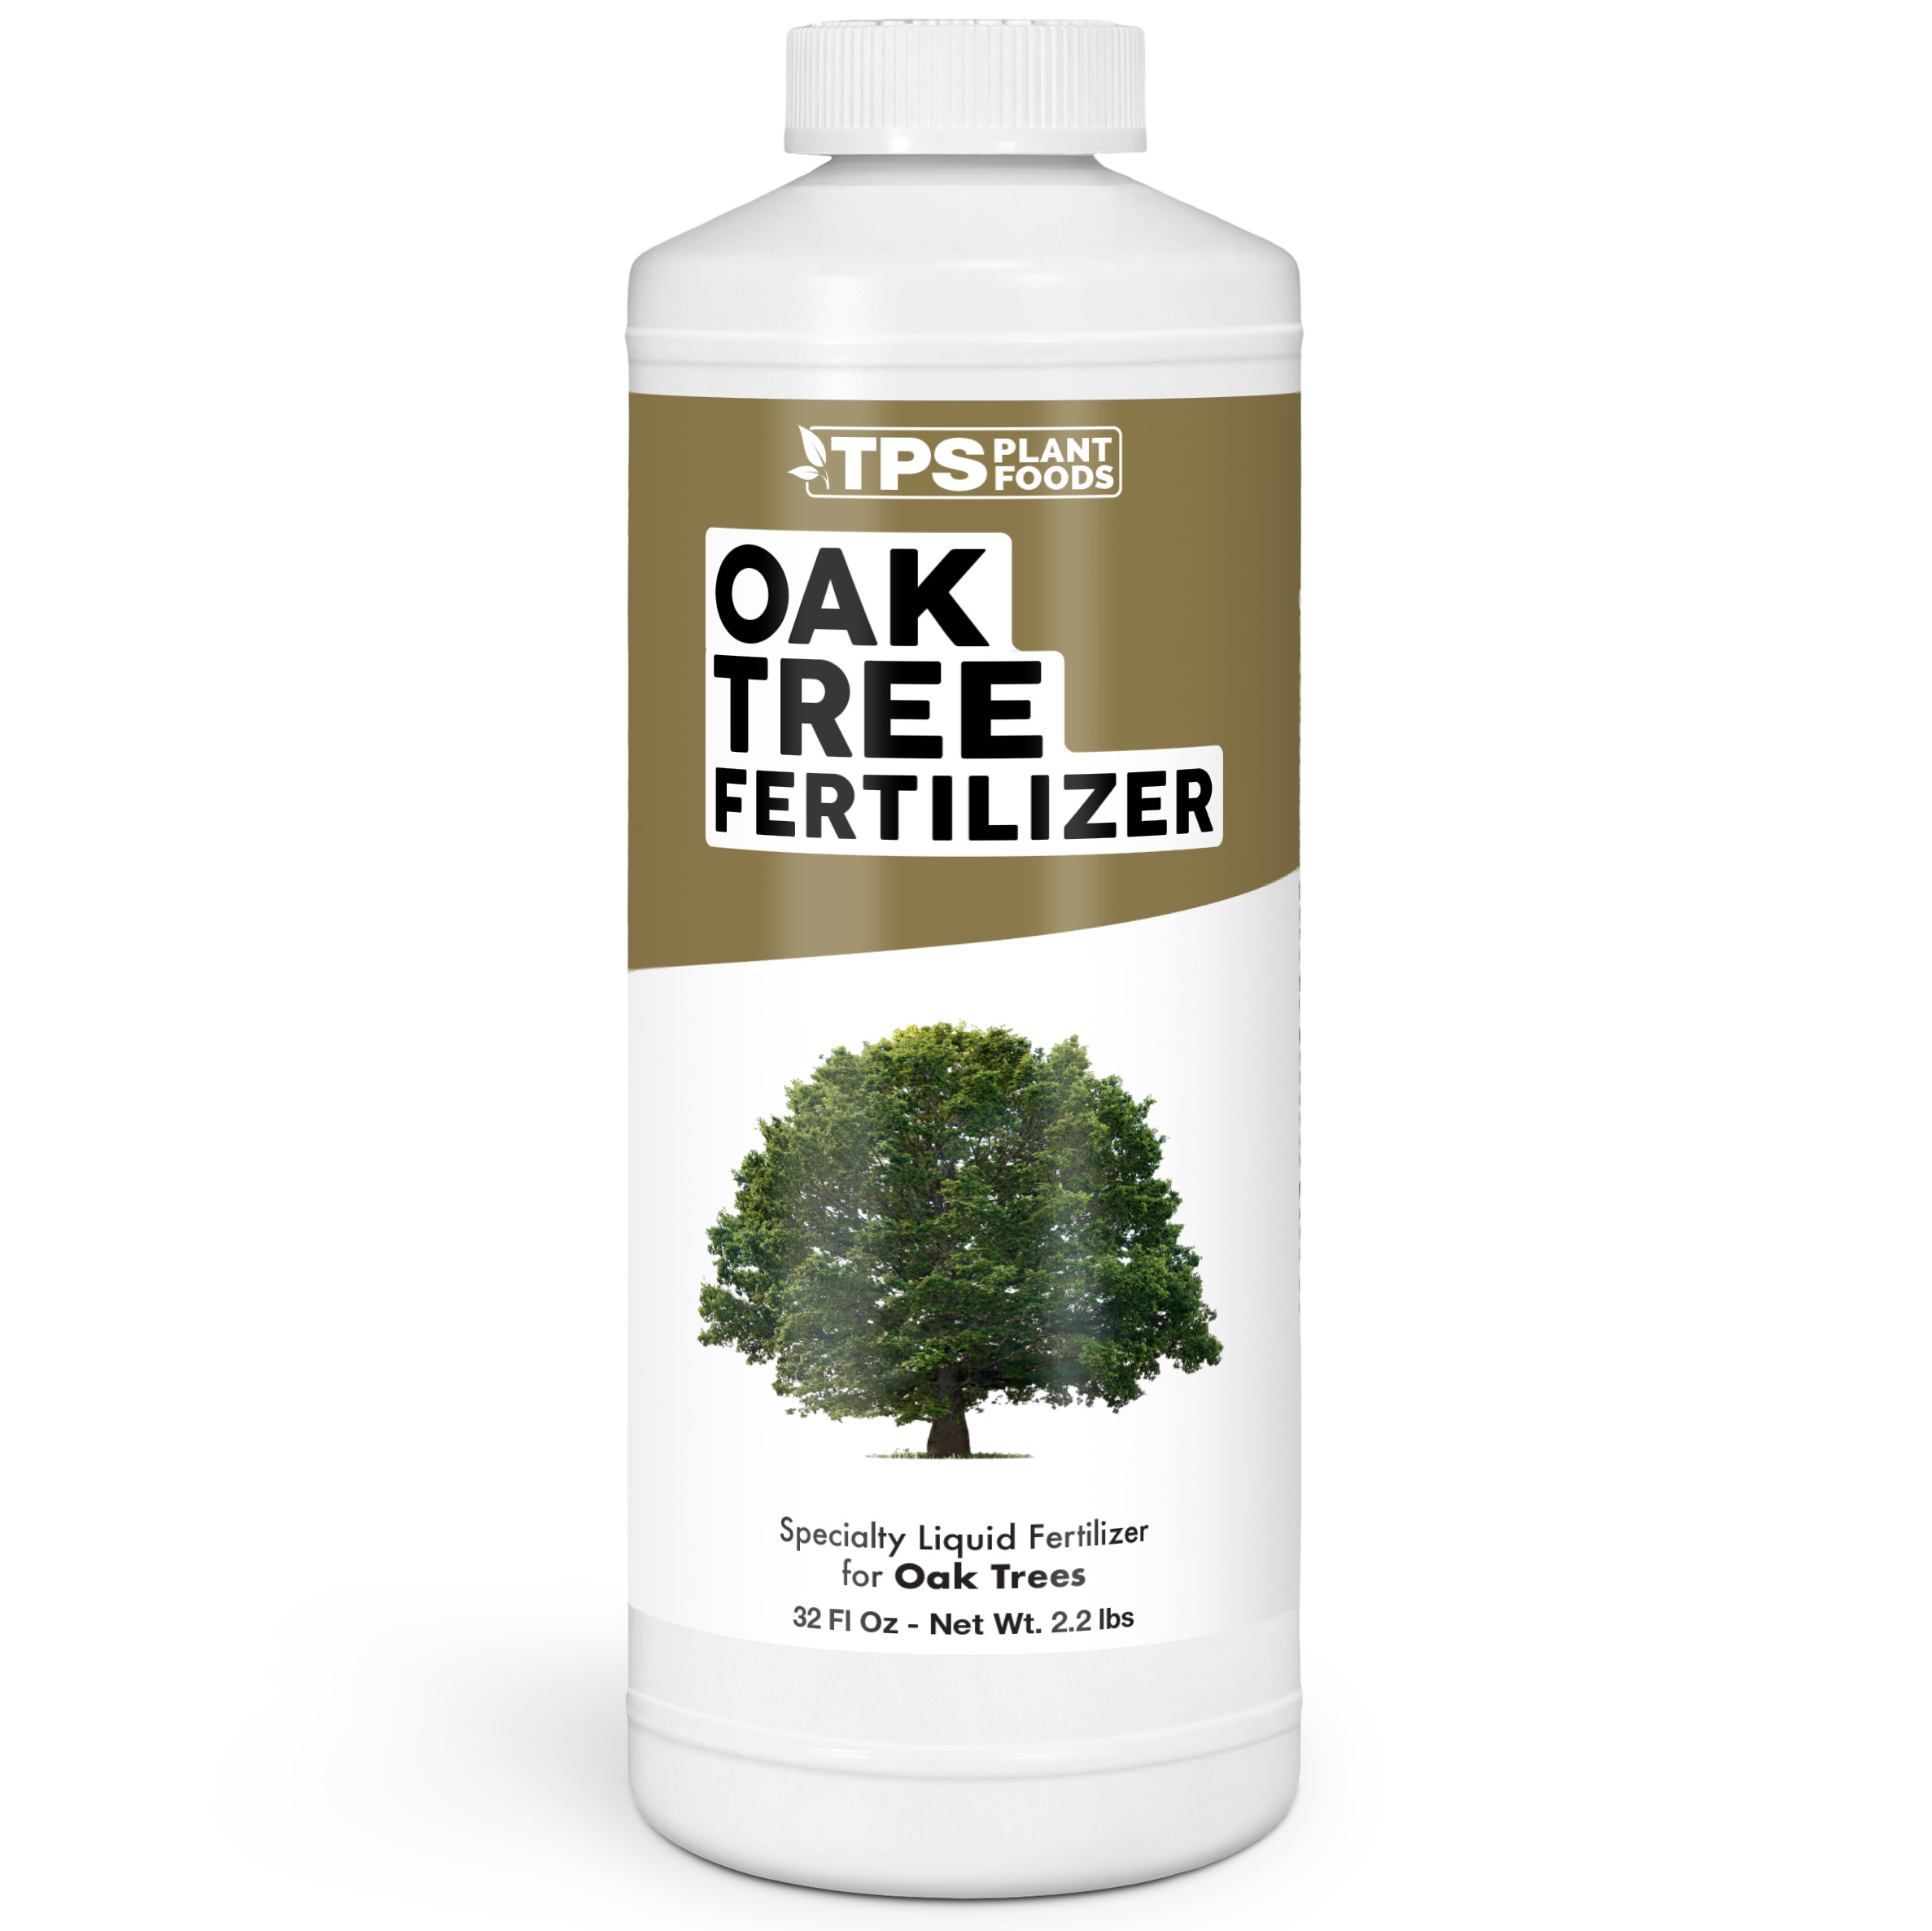 TPS PLANT FOODS
OAK
TREE
FERTILIZER
Specialty Liquid Fertilizer
for Oak Trees
32 Fl Oz - Net Wt. 2.2 lbs